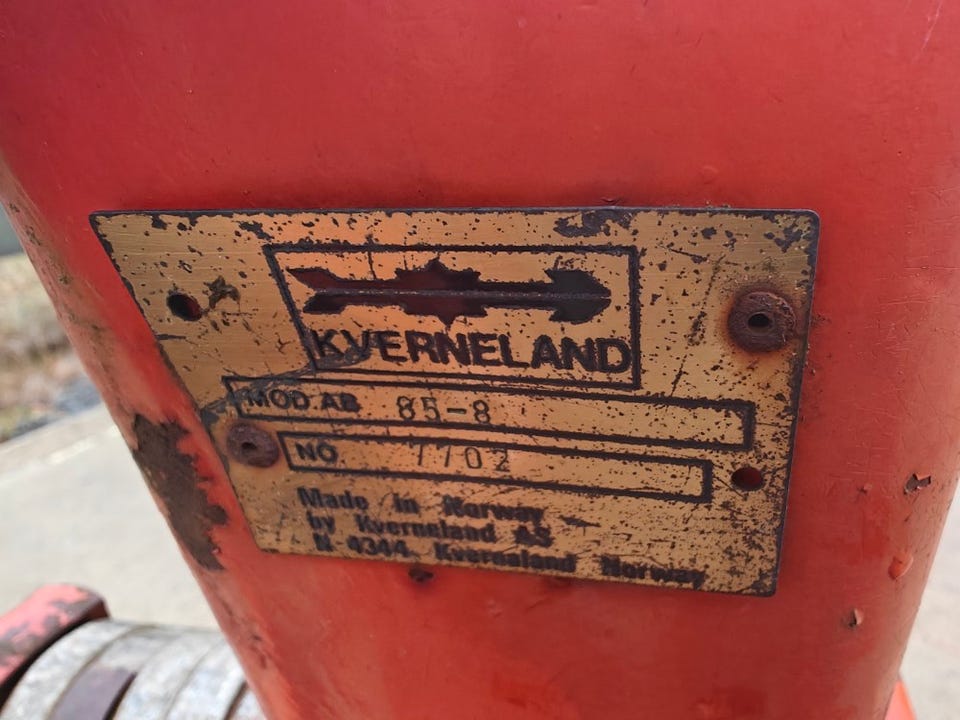 KVERNELAND
MOD. AB 85-8
NO. 7702
Made in Norway
by Kverneland AS
N 4344 Kverneland Norway